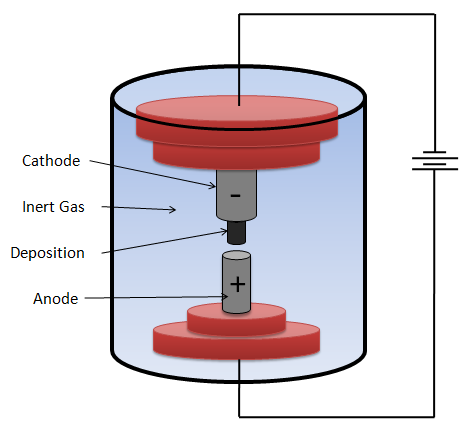 Cathode
-
Inert Gas
Deposition
+
Anode